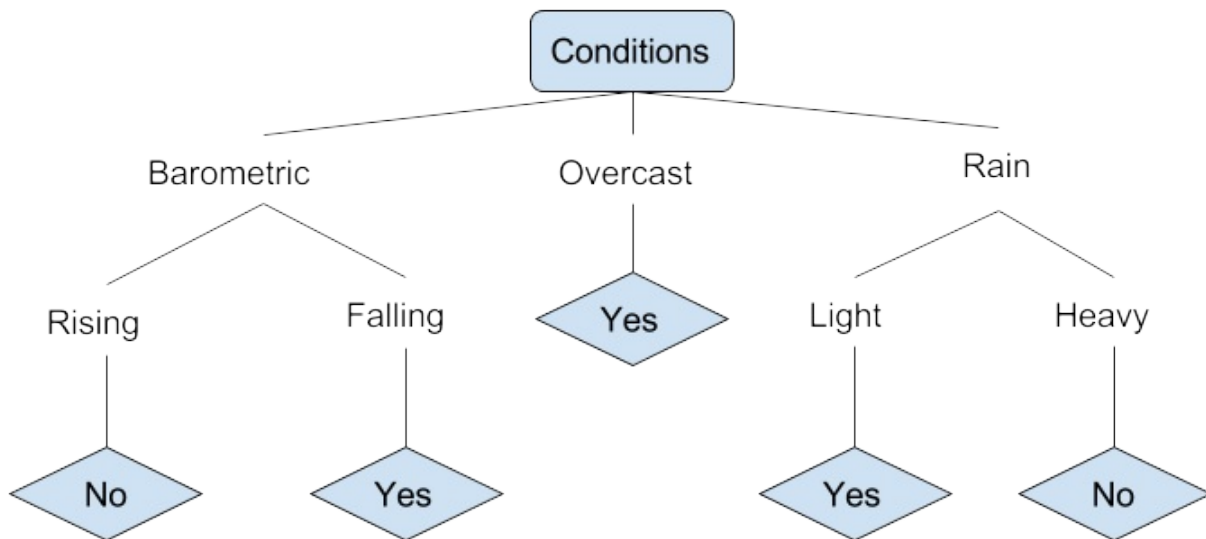 Conditions
Barometric
Overcast
Rain
Rising
Falling
Yes
Light
Heavy
No
Yes
Yes
No